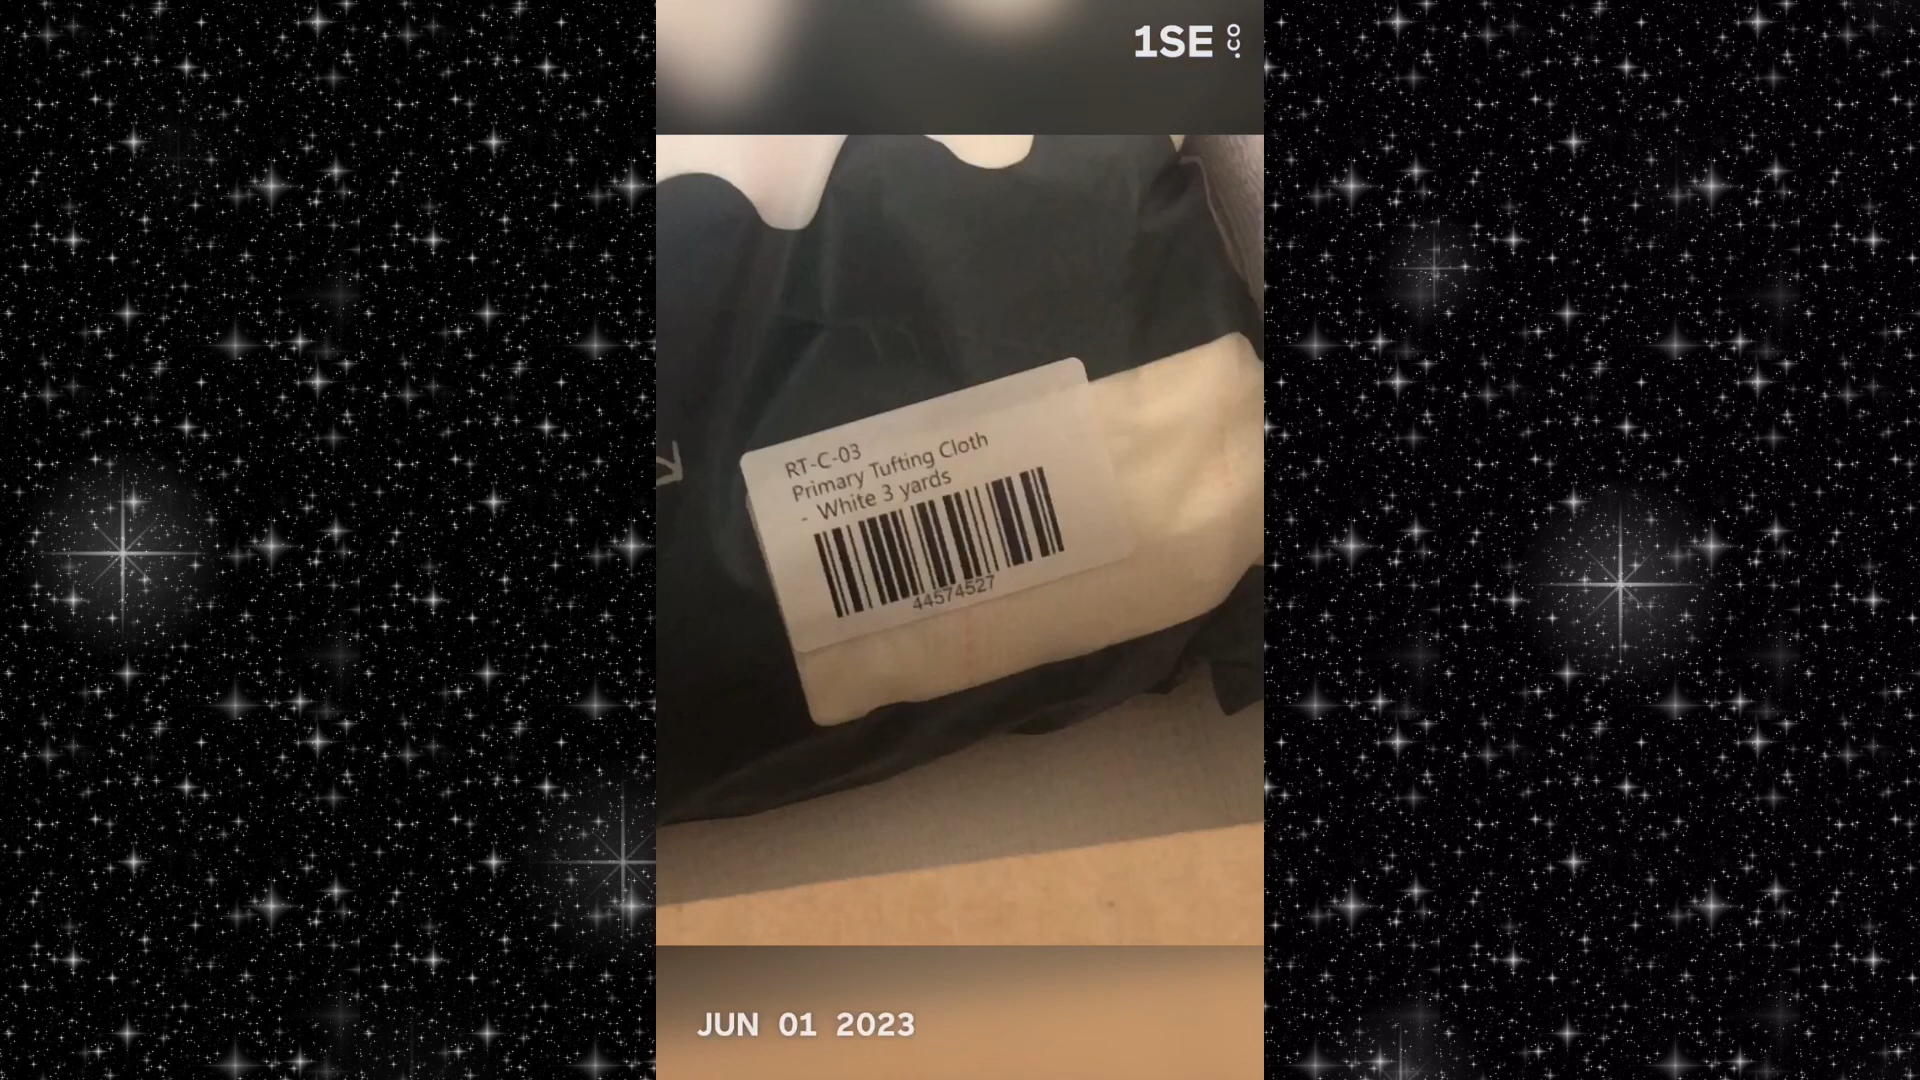 1SE .CO
RT-C-03
Primary Tufting Cloth
- White 3 yards
44574527
JUN 01 2023